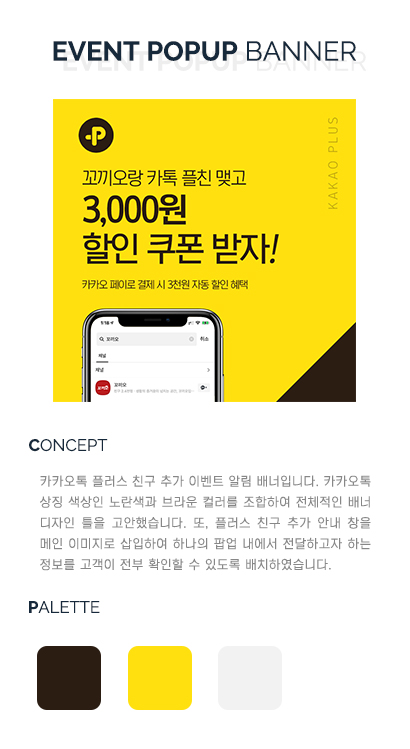 EVENT POPUP BANNER
P
KAKAO PLUS
꼬끼오랑 카톡 플친 맺고
3,000원
할인 쿠폰 받자!
카카오 페이로 결제 시 3천원 자동 할인 혜택
1:18
꼬끼오
취소
채널
채널
꼬끼오
CONCEPT
카카오톡 플러스 친구 추가 이벤트 알림 배너입니다. 카카오톡
상징 색상인 노란색과 브라운 컬러를 조합하여 전체적인 배너
디자인 틀을 고안했습니다. 또, 플러스 친구 추가 안내 창을
메인 이미지로 삽입하여 하나의 팝업 내에서 전달하고자 하는
정보를 고객이 전부 확인할 수 있도록 배치하였습니다.
PALETTE